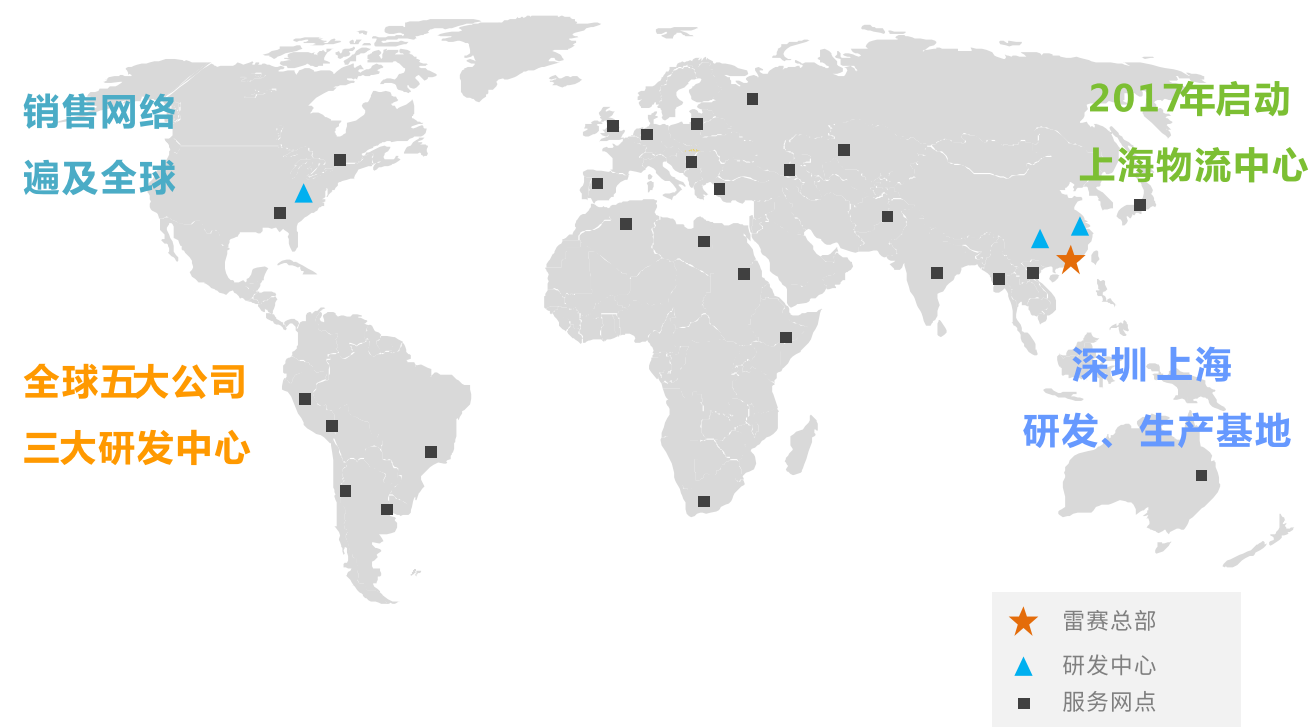 销售网络
遍及全球
2017年启动
上海物流中心
全球五大公司
三大研发中心
深圳 上海
研发、生产基地
雷赛总部
研发中心
服务网点